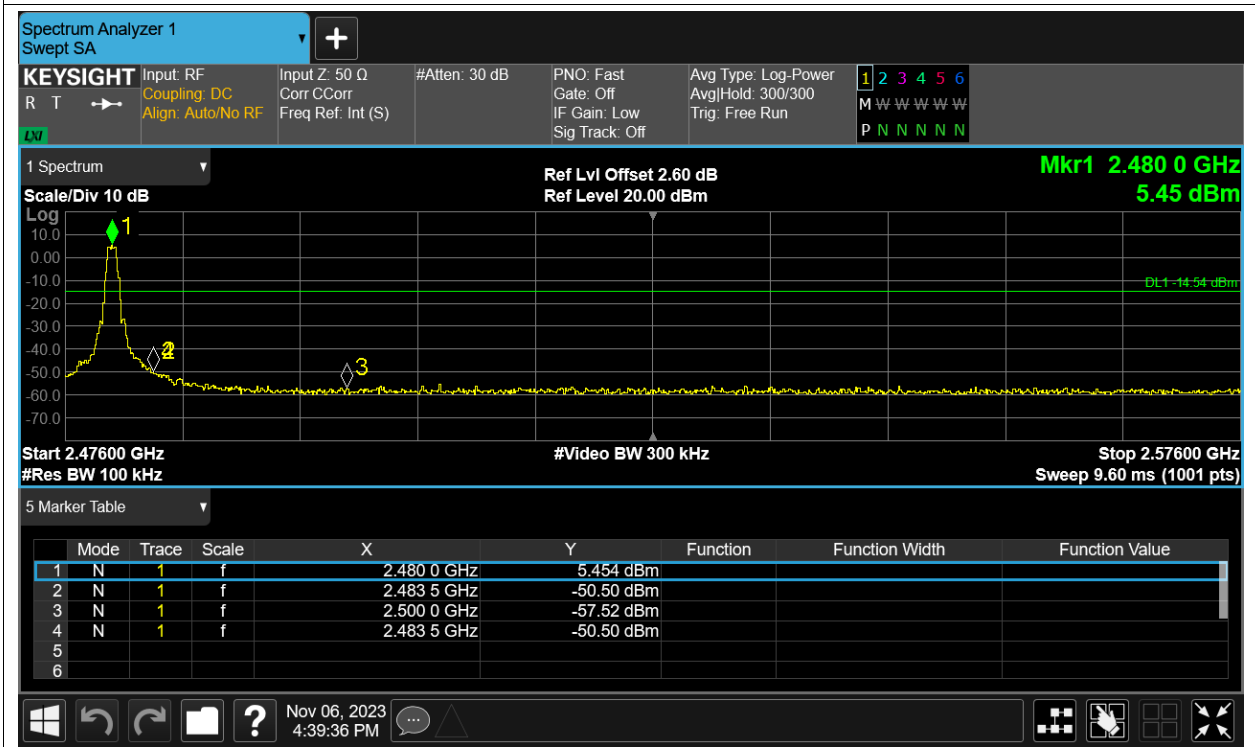 Spectrum Analyzer 1
Swept SA
KEYSIGHT Input: RF Input Z: 50 Ω #Atten: 30 dB PNO: Fast Avg Type: Log-Power 1 2 3 4 5 6
Coupling: DC Corr CCorr Gate: Off Avg|Hold: 300/300
R T Align: Auto/No RF Freq Ref: Int (S) IF Gain: Low Trig: Free Run M W W W W W
LXI Sig Track: Off P N N N N N
1 Spectrum Ref Lvl Offset 2.60 dB Mkr1 2.480 0 GHz
Scale/Div 10 dB Ref Level 20.00 dBm 5.45 dBm
Log
1
10.0
0.00
-10.0 DL1 -14.54 dBm
-20.0
-30.0
-40.0
3
-50.0
-60.0
-70.0
Start 2.47600 GHz #Video BW 300 kHz Stop 2.57600 GHz
#Res BW 100 kHz Sweep 9.60 ms (1001 pts)
5 Marker Table
Mode Trace Scale X Y Function Function Width Function Value
1 N 1 f 2.480 0 GHz 5.454 dBm
2 N 1 f 2.483 5 GHz -50.50 dBm
3 N 1 f 2.500 0 GHz -57.52 dBm
4 N 1 f 2.483 5 GHz -50.50 dBm
5
6
? Nov 06, 2023
4:39:36 PM